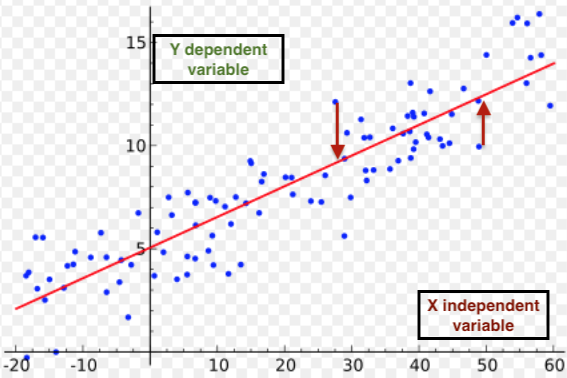 15
Y dependent
variable
10
5
X independent
variable
-20 -10 0 10 20 30 40 50 60